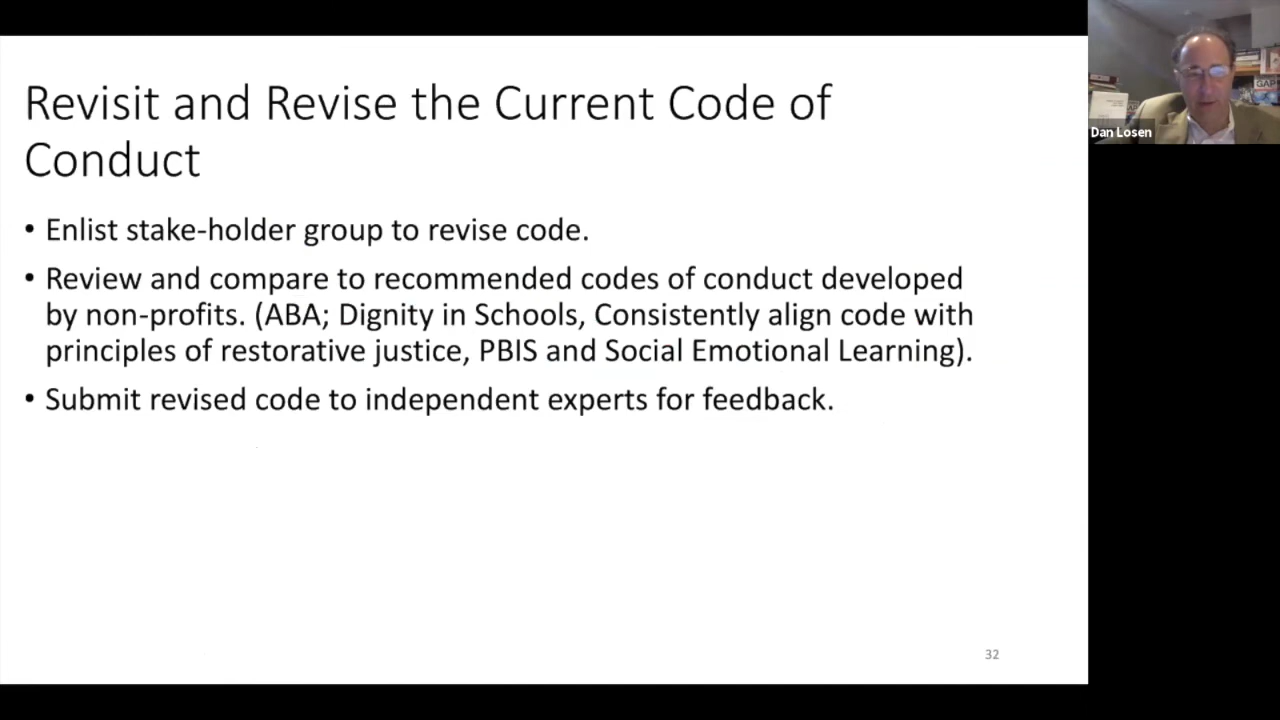 Revisit and Revise the Current Code of
Conduct
• Enlist stake-holder group to revise code.
• Review and compare to recommended codes of conduct developed
by non-profits. (ABA; Dignity in Schools, Consistently align code with
principles of restorative justice, PBIS and Social Emotional Learning).
• Submit revised code to independent experts for feedback.
32
Dan Losen